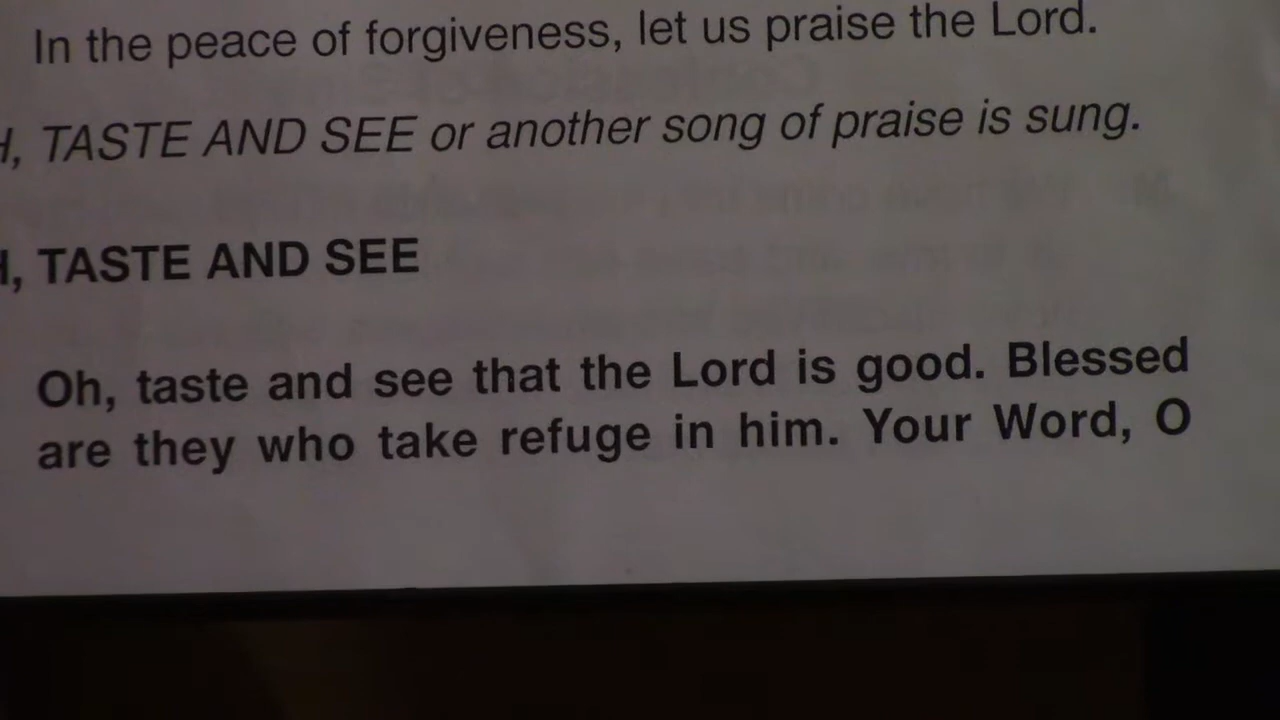 In the peace of forgiveness, let us praise the Lord.
H, TASTE AND SEE or another song of praise is sung.
H, TASTE AND SEE
Oh, taste and see that the Lord is good. Blessed
are they who take refuge in him. Your Word, O